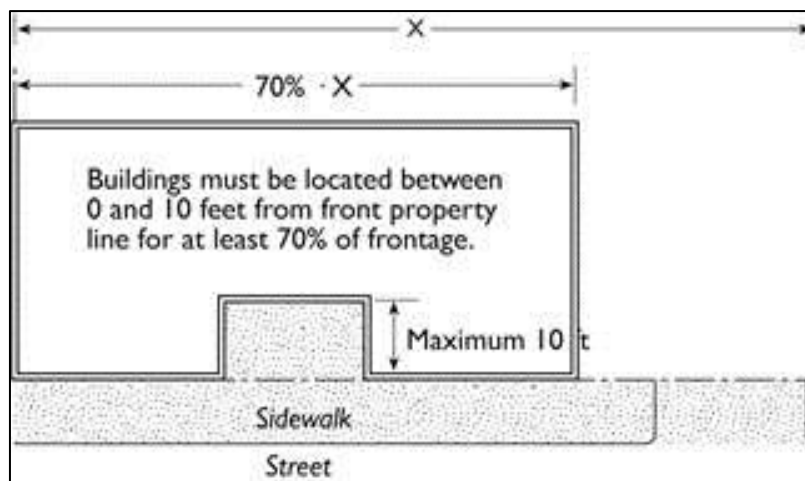 X
70% · X
Buildings must be located between
0 and 10 feet from front property
line for at least 70% of frontage.
Maximum 10 ft
Sidewalk
Street